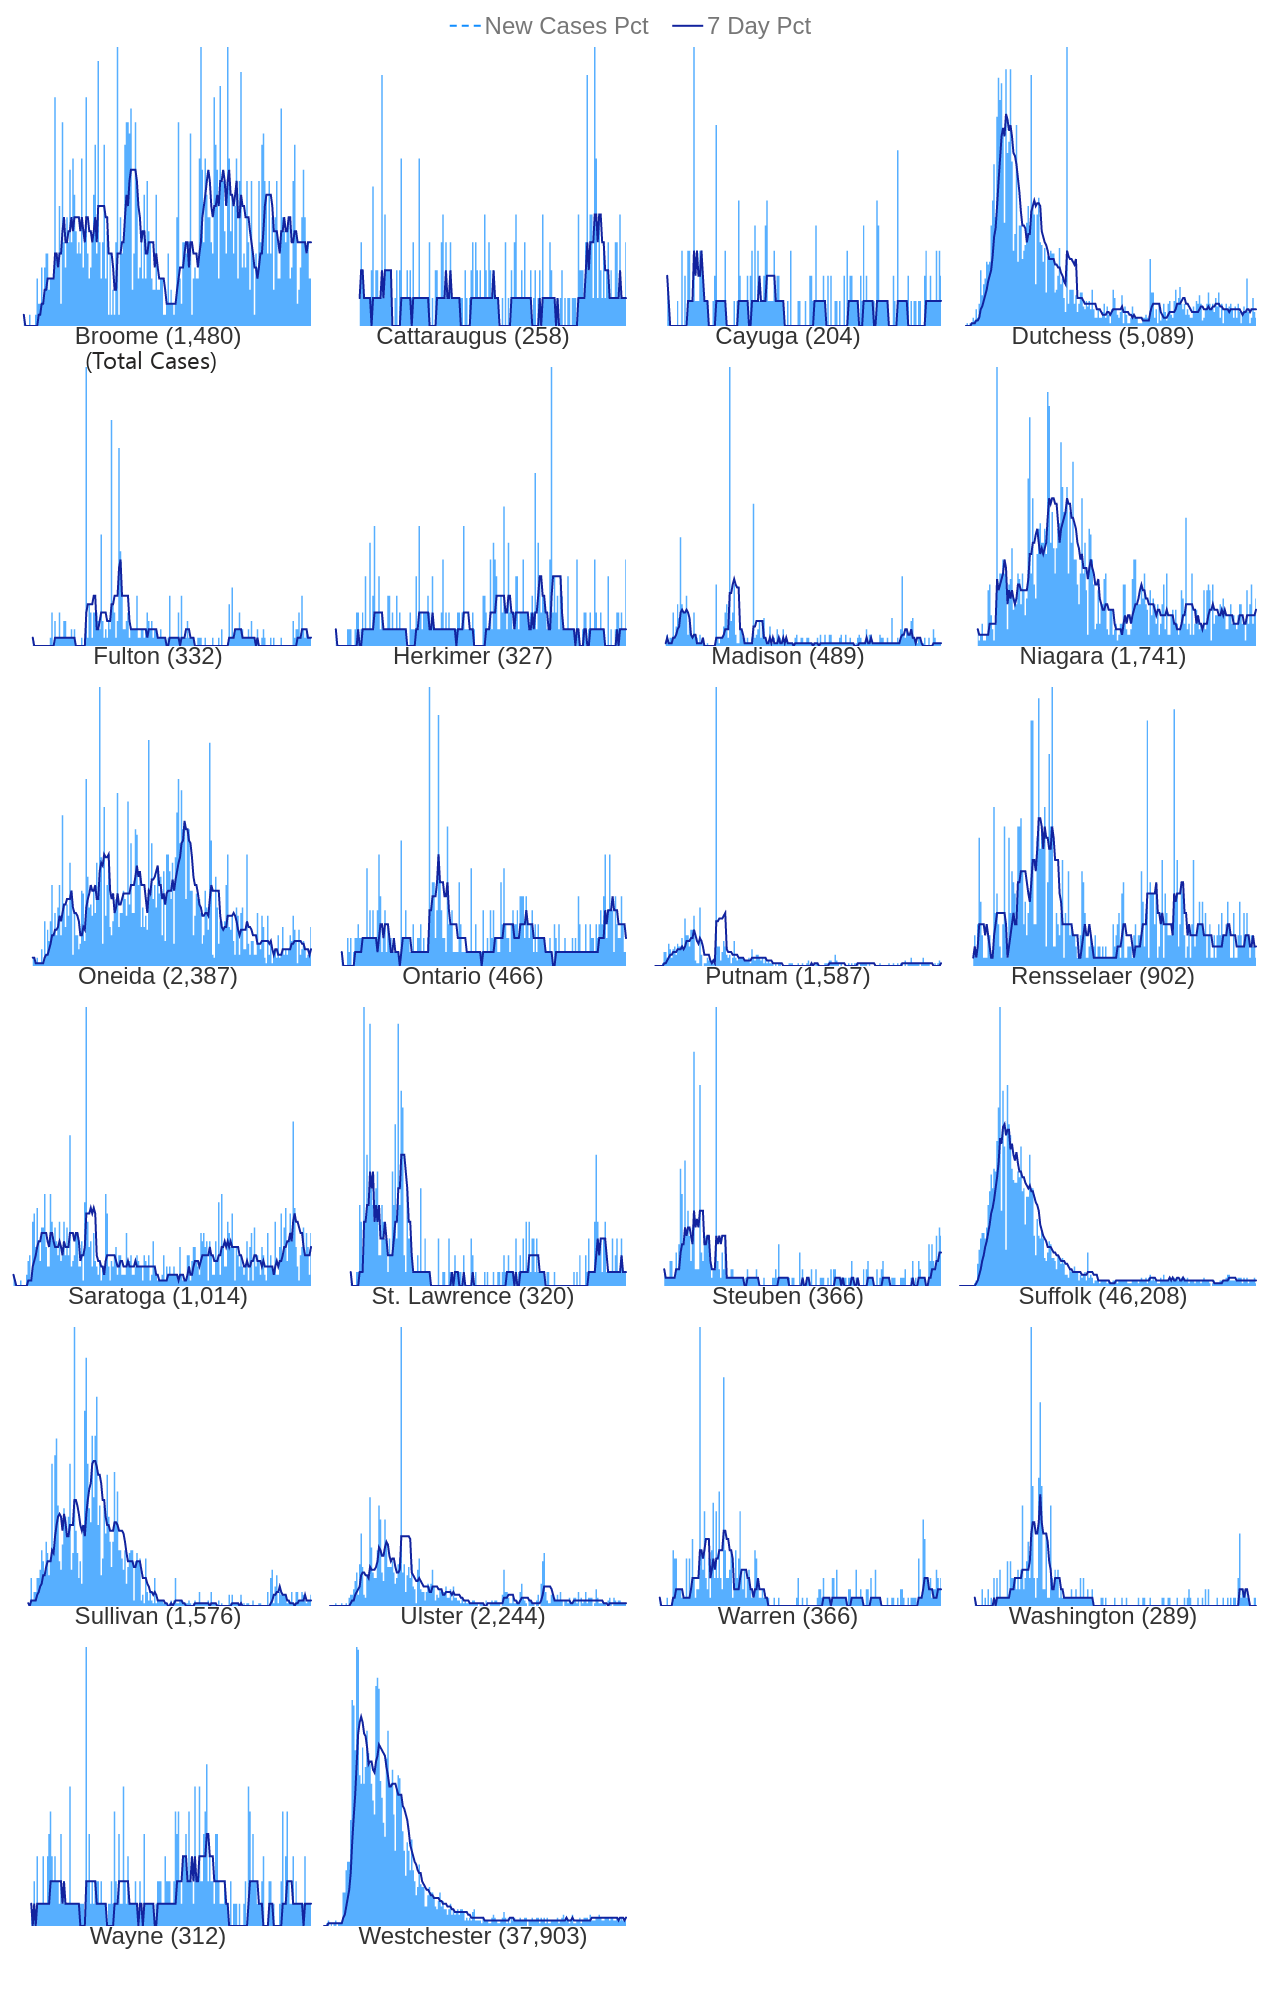 New Cases Pct 7 Day Pct
Broome (1,480) Cattaraugus (258) Cayuga (204) Dutchess (5,089)
(Total Cases)
Fulton (332) Herkimer (327) Madison (489) Niagara (1,741)
Oneida (2,387) Ontario (466) Putnam (1,587) Rensselaer (902)
Saratoga (1,014) St. Lawrence (320) Steuben (366) Suffolk (46,208)
Sullivan (1,576) Ulster (2,244) Warren (366) Washington (289)
Wayne (312) Westchester (37,903)